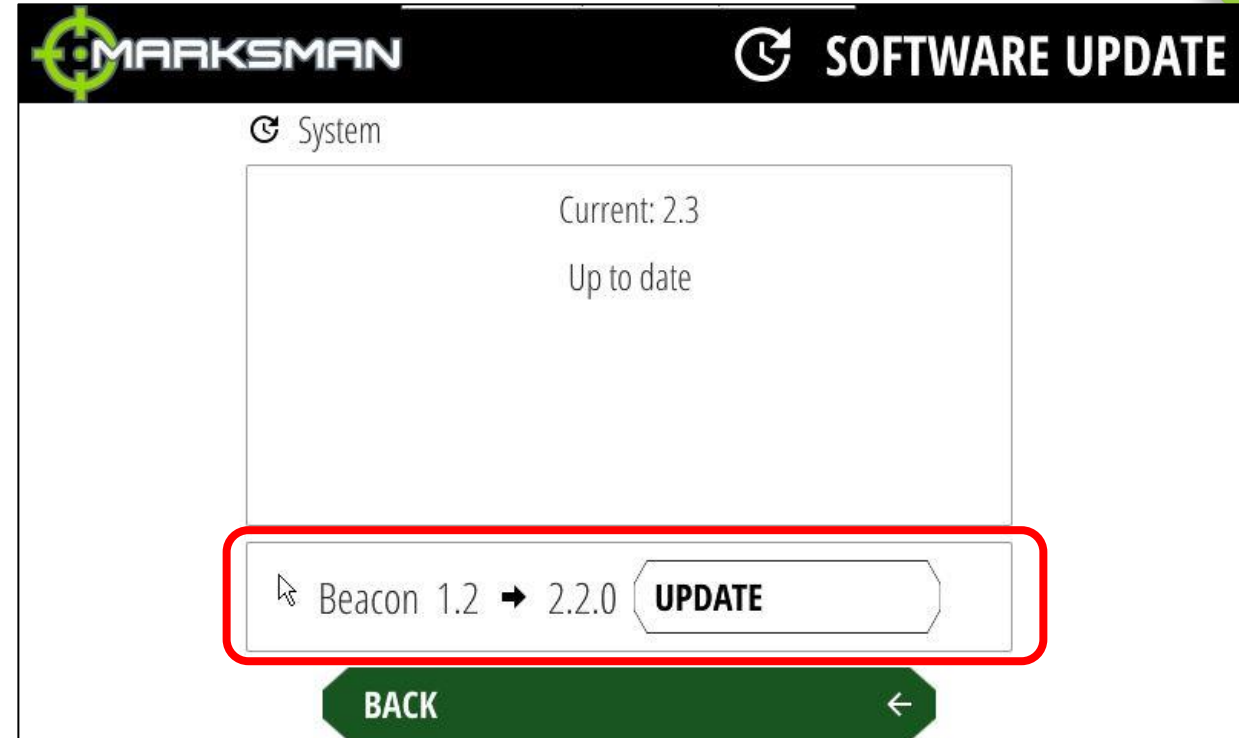 MARKSMAN SOFTWARE UPDATE
System
Current: 2.3
Up to date
Beacon 1.2 → 2.2.0 UPDATE
BACK ←